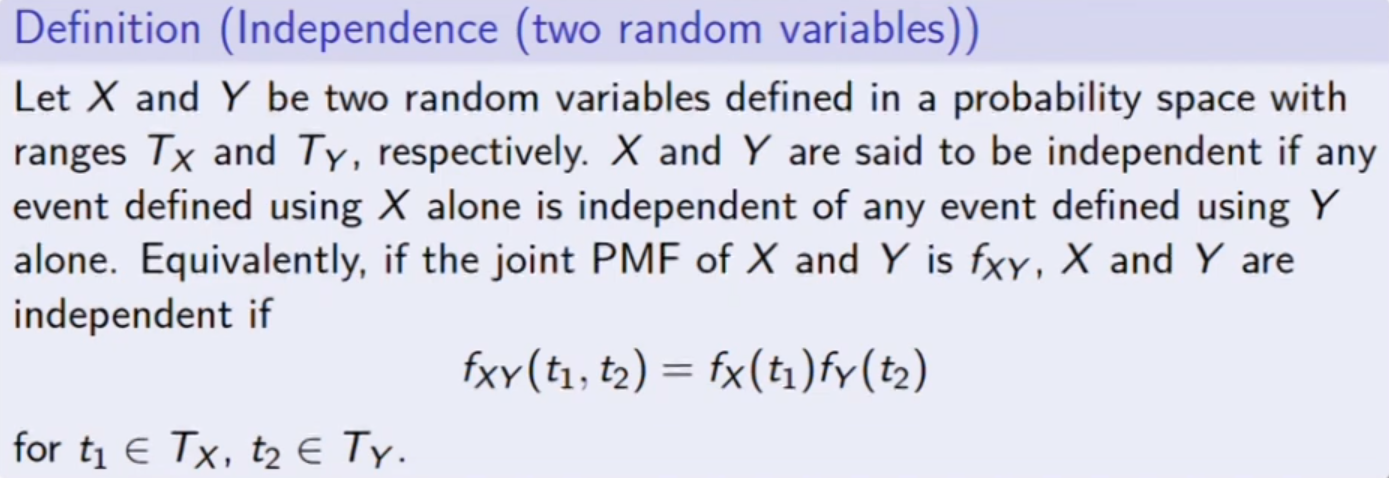 Definition (Independence (two random variables))
Let X and Y be two random variables defined in a probability space with
ranges T_X and T_Y, respectively. X and Y are said to be independent if any
event defined using X alone is independent of any event defined using Y
alone. Equivalently, if the joint PMF of X and Y is f_{XY}, X and Y are
independent if
f_{XY}(t_1, t_2) = f_X(t_1)f_Y(t_2)
for t_1 ∈ T_X, t_2 ∈ T_Y.